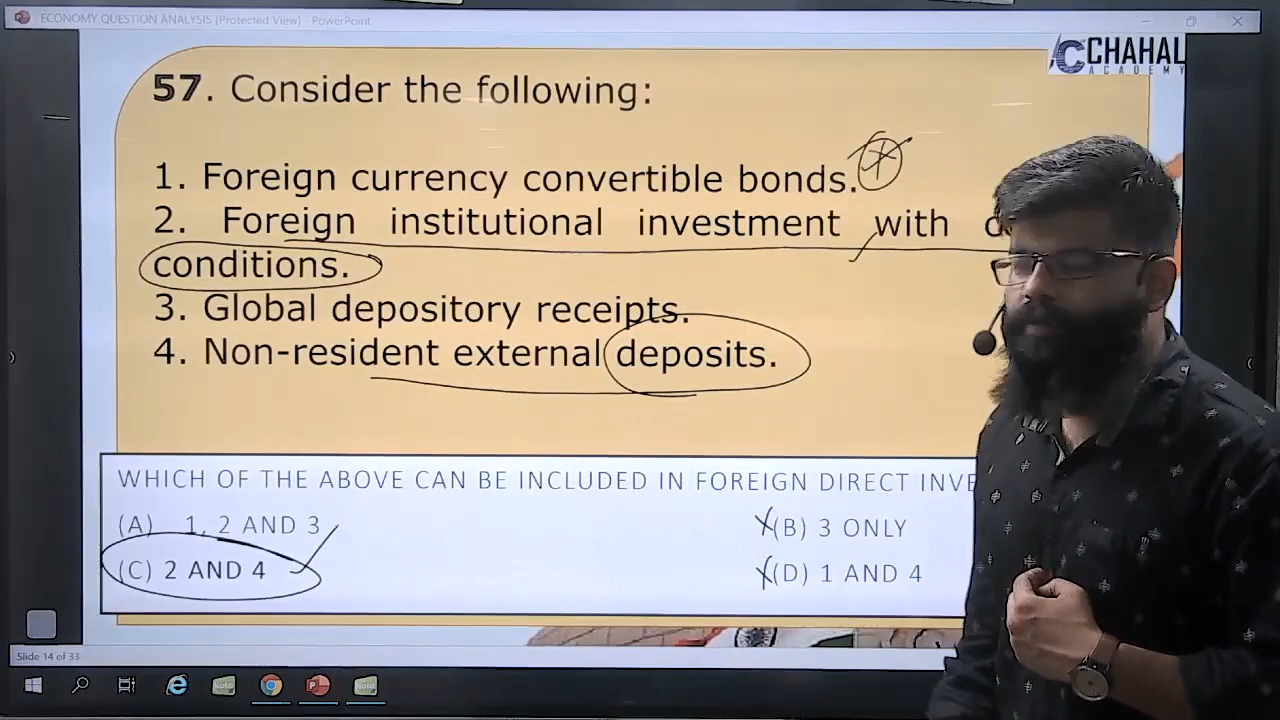 ECONOMY QUESTION ANALYSIS [Protected View] - PowerPoint
CHAHAL
ACADEMY
57. Consider the following:
1. Foreign currency convertible bonds.
2. Foreign institutional investment with
conditions.
3. Global depository receipts.
4. Non-resident external deposits.
WHICH OF THE ABOVE CAN BE INCLUDED IN FOREIGN DIRECT
(A) 1, 2 AND 3
(B) 3 ONLY
(C) 2 AND 4
(D) 1 AND 4
Slide 14 of 33